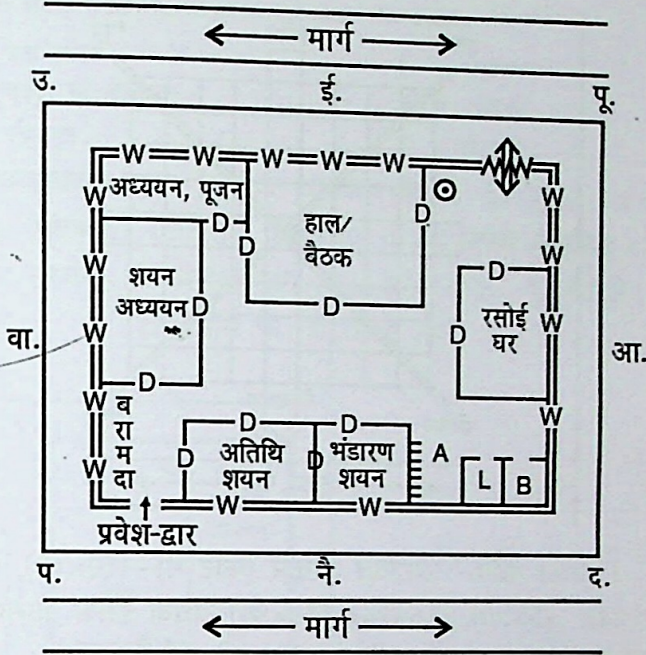 मार्ग
उ. ई. पू.
W W W W W
अध्ययन, पूजन
W W
D D
हाल/
बैठक
D
W D W
शयन
अध्ययन D
D
D
रसोई
घर
D W
वा. आ.
W
D
W
व
रा
म
दा
W
D D
D अतिथि
शयन
D भंडारण
शयन
A
L B
W
W W
प्रवेश-द्वार
प. नै. द.
मार्ग